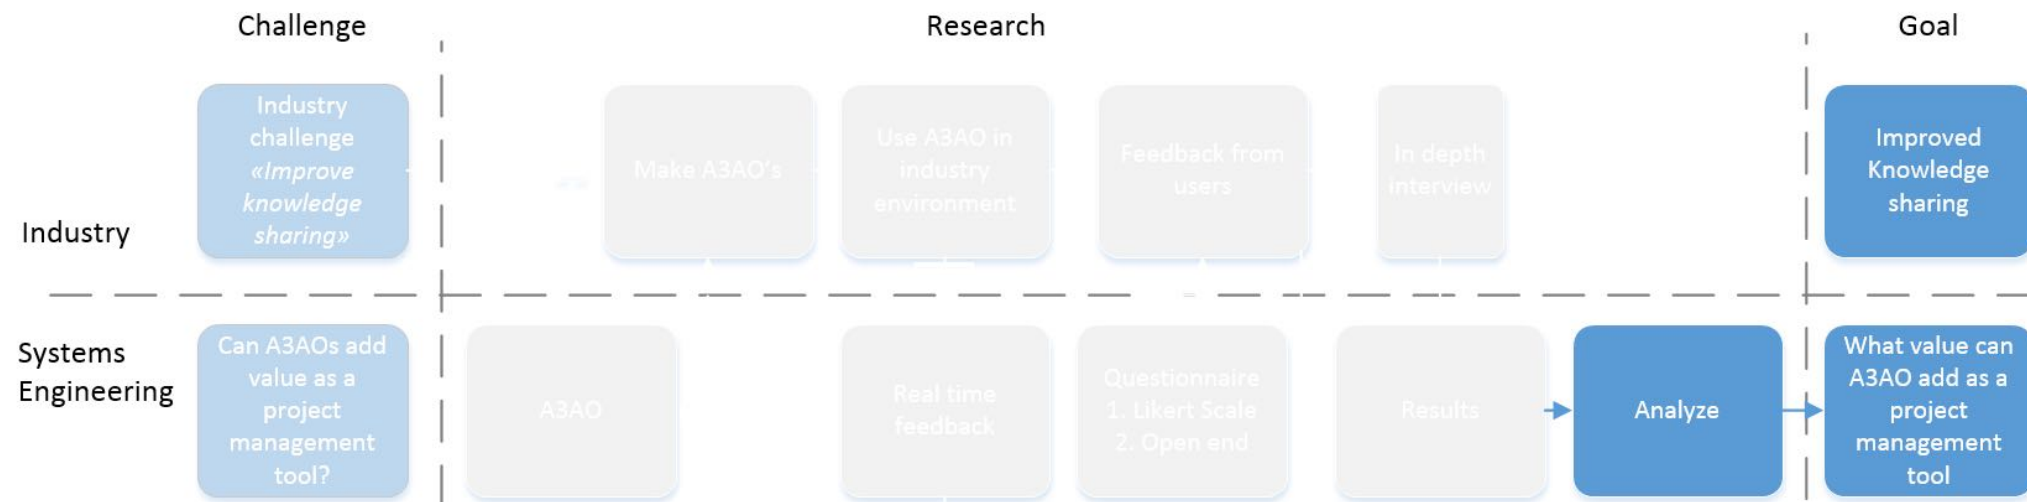 Challenge
Research
Goal
Industry
challenge
«Improve
knowledge
sharing»
Make A3AO's
Use A3AO in
industry
environment
Feedback from
users
In depth
interview
Improved
Knowledge
sharing
Industry
Systems
Engineering
Can A3AOs add
value as a
project
management
tool?
A3AO
Real time
feedback
Questionnaire
1. Likert Scale
2. Open end
Results
Analyze
What value can
A3AO add as a
project
management
tool